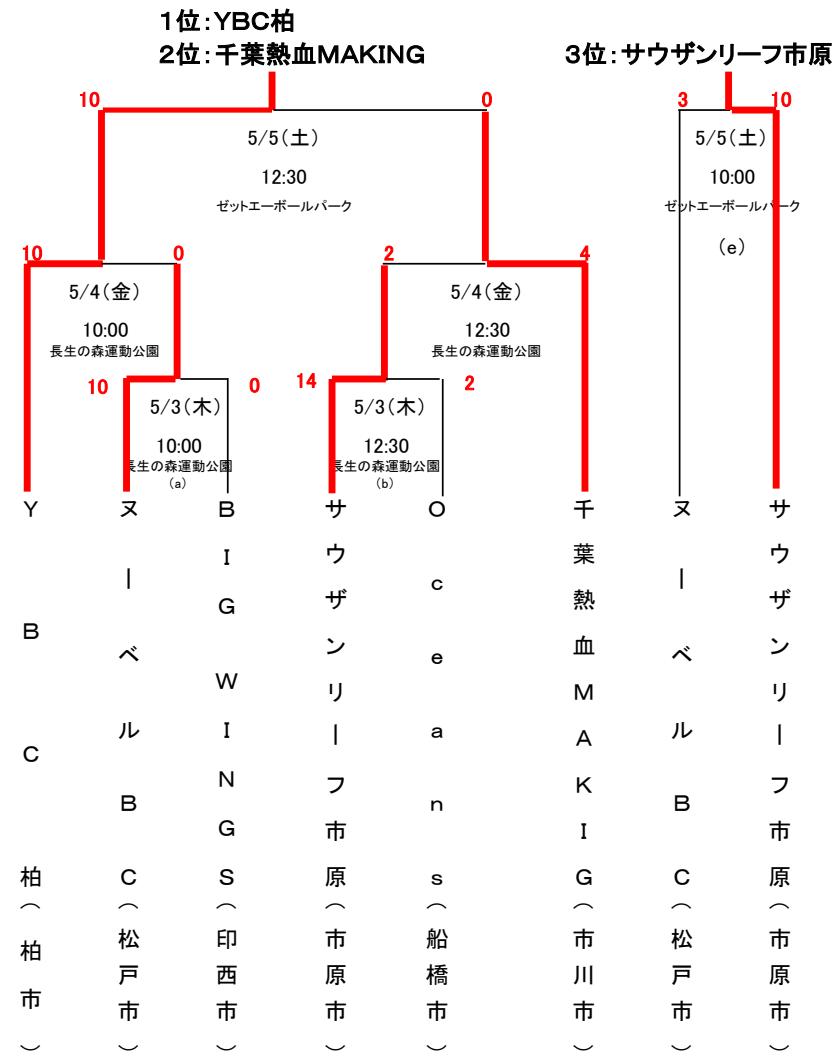 1位:YBC柏
2位:千葉熱血MAKING
3位:サウザンリーフ市原
10
0
3
10
5/5(土)
12:30
ゼットエーボールパーク
5/5(土)
10:00
ゼットエーボールパーク
(e)
10
0
2
4
5/4(金)
10:00
長生の森運動公園
5/4(金)
12:30
長生の森運動公園
10
0
14
2
5/3(木)
10:00
長生の森運動公園
(a)
5/3(木)
12:30
長生の森運動公園
(b)
YBC柏(柏市)
ヌーベルBC(松戸市)
BIG WINGS(印西市)
サウザンリーフ市原(市原市)
Oceans(船橋市)
千葉熱血MAKIG(市川市)
ヌーベルBC(松戸市)
サウザンリーフ市原(市原市)